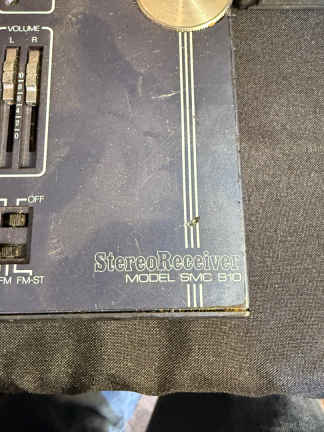 VOLUME
L R
OFF
FM FM-ST
StereoReceiver
MODEL SMC 510